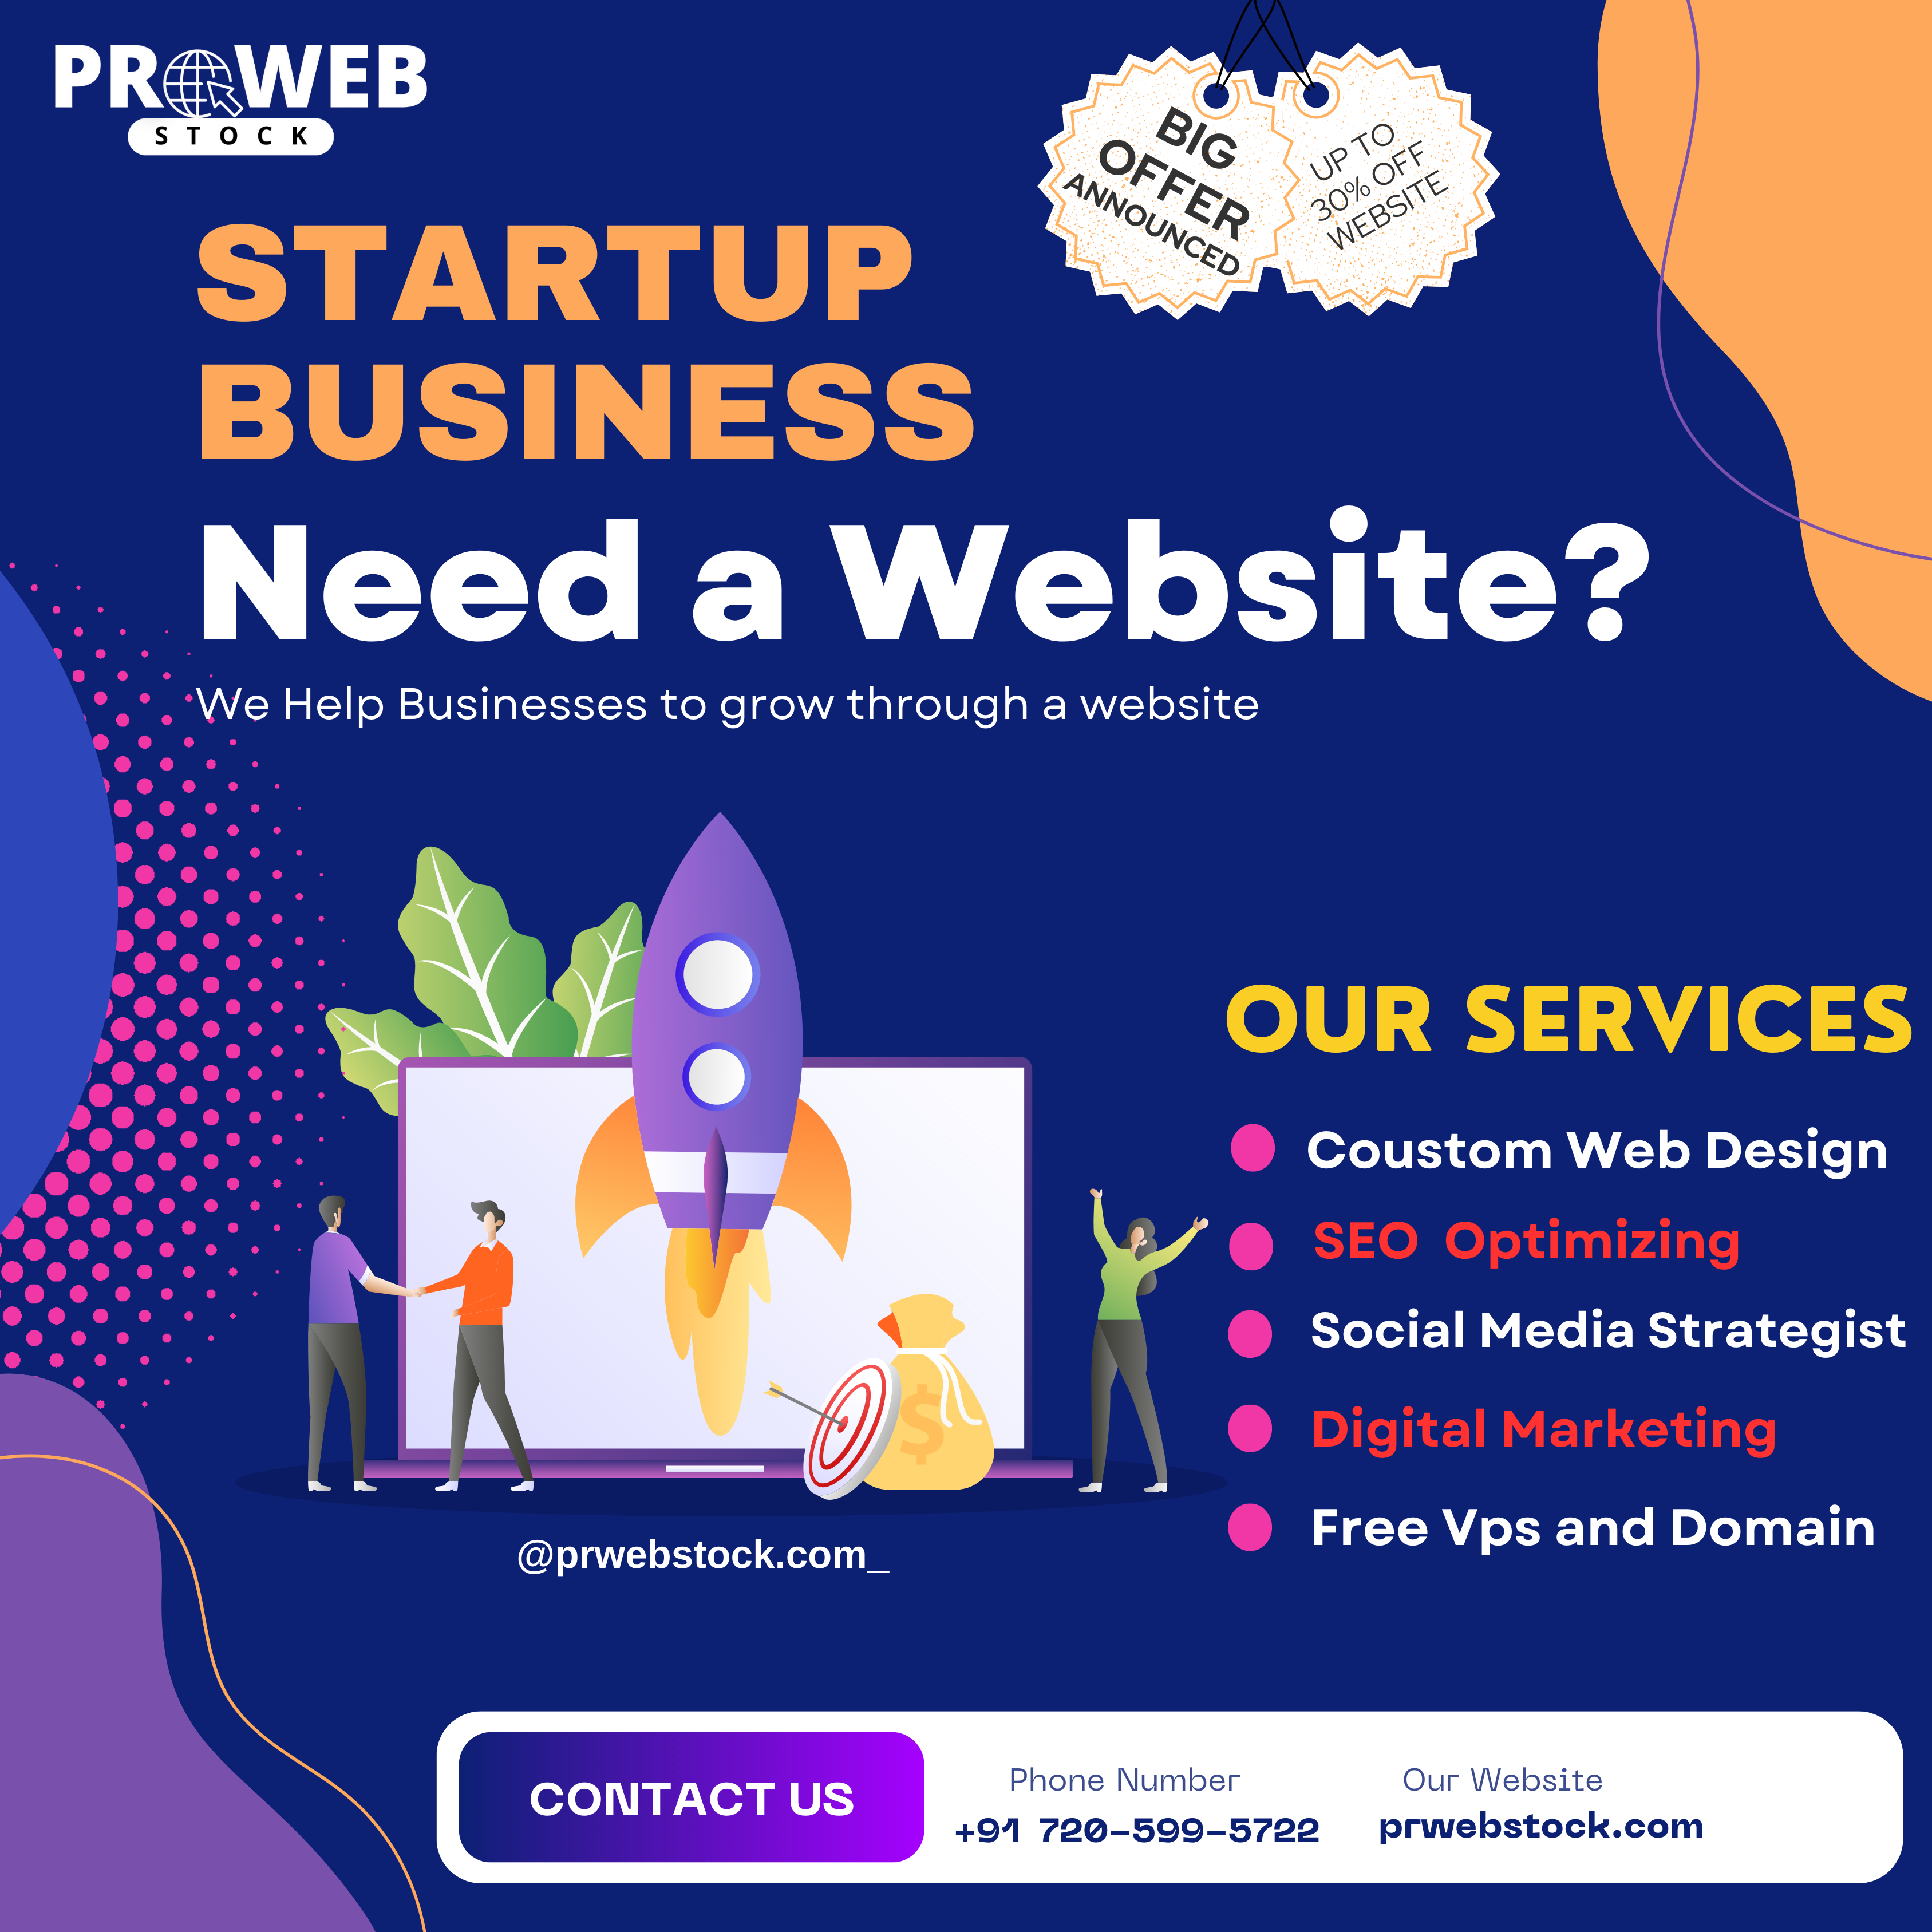 PROWEB
STOCK
BIG
OFFER
ANNOUNCED
UP TO
30% OFF
WEBSITE
STARTUP
BUSINESS
Need a Website?
We Help Businesses to grow through a website
OUR SERVICES
Coustom Web Design
SEO Optimizing
Social Media Strategist
Digital Marketing
Free Vps and Domain
$
@prwebstock.com_
CONTACT US
Phone Number
+91 720-599-5722
Our Website
prwebstock.com